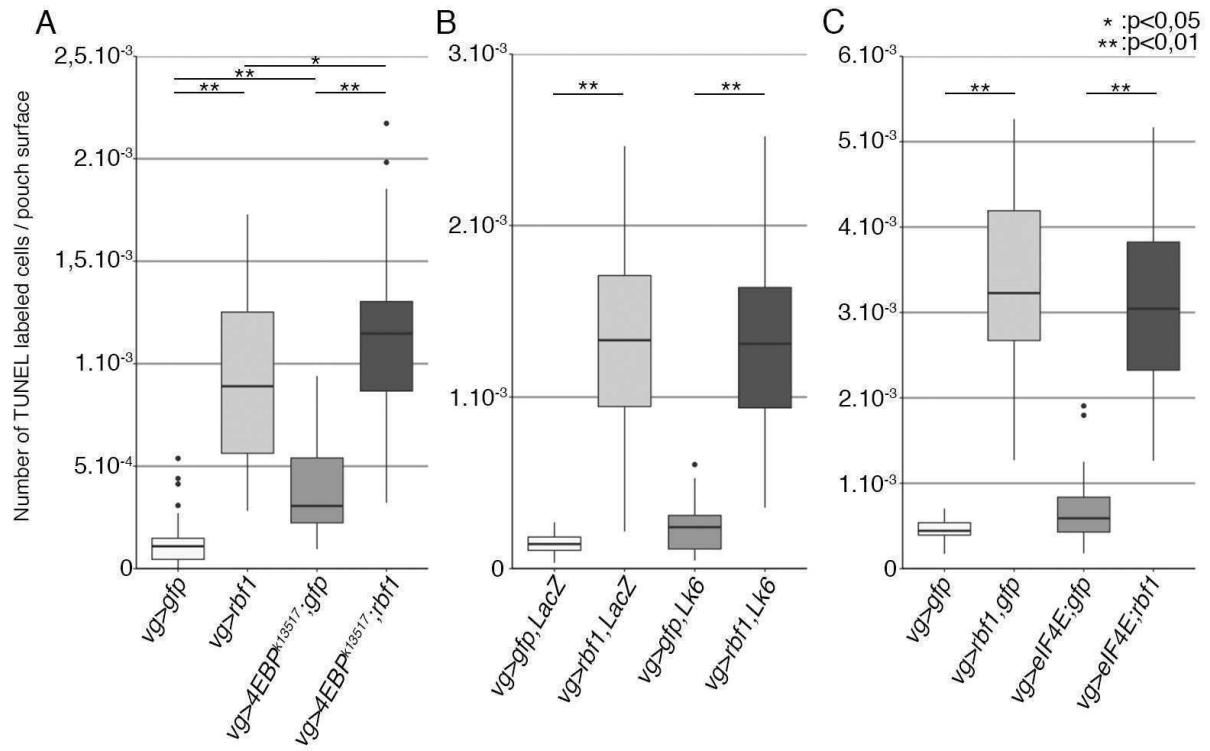 A
B
C
* :p<0,05
** :p<0,01
Number of TUNEL labeled cells / pouch surface
2,5.10⁻³
2.10⁻³
1,5.10⁻³
1.10⁻³
5.10⁻⁴
0
** ** * **
vg>gfp
vg>rbf1
vg>4EBPᵏ¹³⁵¹⁷;gfp
vg>4EBPᵏ¹³⁵¹⁷;rbf1
3.10⁻³
2.10⁻³
1.10⁻³
0
** **
vg>gfp,LacZ
vg>rbf1,LacZ
vg>gfp,Lk6
vg>rbf1,Lk6
6.10⁻³
5.10⁻³
4.10⁻³
3.10⁻³
2.10⁻³
1.10⁻³
0
** **
vg>gfp
vg>rbf1;gfp
vg>eIF4E;gfp
vg>eIF4E;rbf1